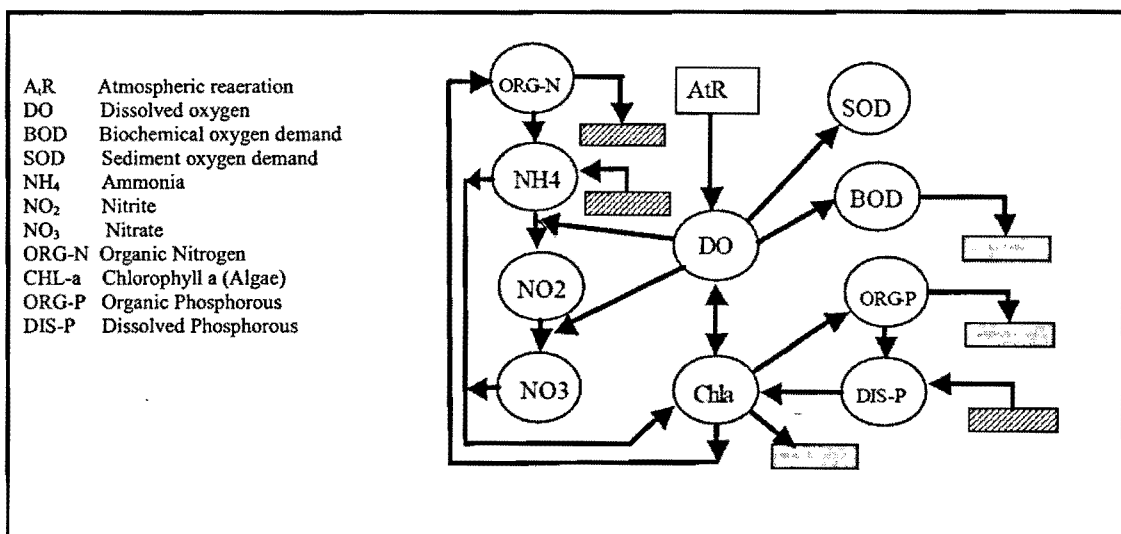 AtR Atmospheric reaeration
DO Dissolved oxygen
BOD Biochemical oxygen demand
SOD Sediment oxygen demand
NH4 Ammonia
NO2 Nitrite
NO3 Nitrate
ORG-N Organic Nitrogen
CHL-a Chlorophyll a (Algae)
ORG-P Organic Phosphorous
DIS-P Dissolved Phosphorous
ORG-N
AtR
SOD
NH4
BOD
DO
NO2
ORG-P
NO3
Chla
DIS-P